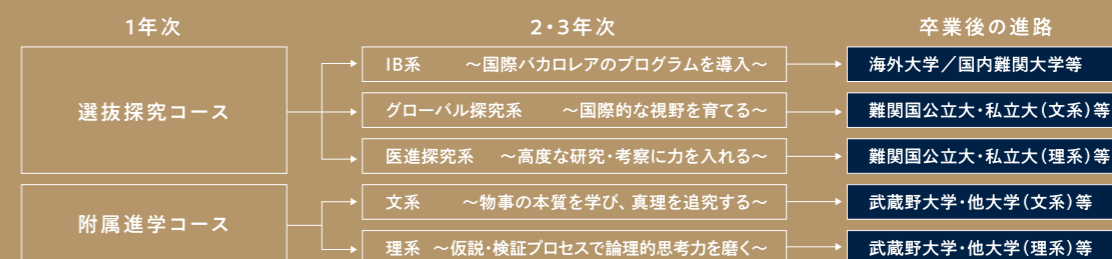 1年次 2・3年次 卒業後の進路
選抜探究コース
IB系 ～国際バカロレアのプログラムを導入～ 海外大学／国内難関大学等
グローバル探究系 ～国際的な視野を育てる～ 難関国公立大・私立大（文系）等
医進探究系 ～高度な研究・考察に力を入れる～ 難関国公立大・私立大（理系）等
附属進学コース
文系 ～物事の本質を学び、真理を追究する～ 武蔵野大学・他大学（文系）等
理系 ～仮説・検証プロセスで論理的思考力を磨く～ 武蔵野大学・他大学（理系）等